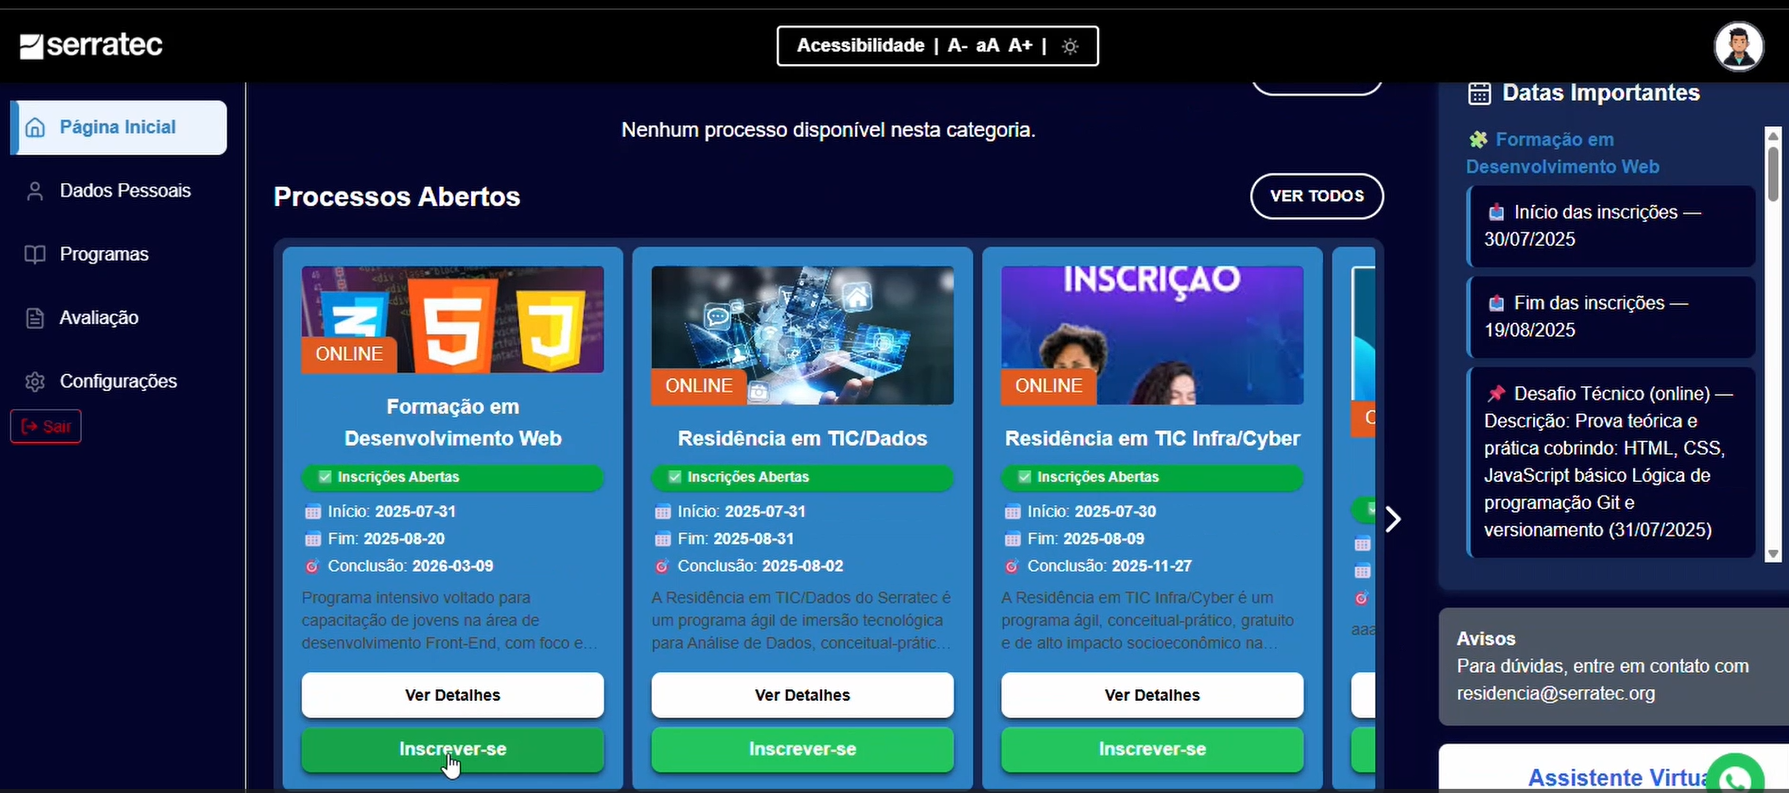 serratec
Acessibilidade | A- aA A+ |
Página Inicial
Dados Pessoais
Programas
Avaliação
Configurações
Sair
Nenhum processo disponível nesta categoria.
Processos Abertos
VER TODOS
ONLINE
Formação em
Desenvolvimento Web
Inscrições Abertas
Início: 2025-07-31
Fim: 2025-08-20
Conclusão: 2026-03-09
Programa intensivo voltado para
capacitação de jovens na área de
desenvolvimento Front-End, com foco e...
Ver Detalhes
Inscrever-se
ONLINE
Residência em TIC/Dados
Inscrições Abertas
Início: 2025-07-31
Fim: 2025-08-31
Conclusão: 2025-08-02
A Residência em TIC/Dados do Serratec é
um programa ágil de imersão tecnológica
para Análise de Dados, conceitual-prátic...
Ver Detalhes
Inscrever-se
INSCRIÇÃO
ONLINE
Residência em TIC Infra/Cyber
Inscrições Abertas
Início: 2025-07-30
Fim: 2025-08-09
Conclusão: 2025-11-27
A Residência em TIC Infra/Cyber é um
programa ágil, conceitual-prático, gratuito
e de alto impacto socioeconômico na...
Ver Detalhes
Inscrever-se
aaa
Datas Importantes
Formação em
Desenvolvimento Web
Início das inscrições —
30/07/2025
Fim das inscrições —
19/08/2025
Desafio Técnico (online) —
Descrição: Prova teórica e
prática cobrindo: HTML, CSS,
JavaScript básico Lógica de
programação Git e
versionamento (31/07/2025)
Avisos
Para dúvidas, entre em contato com
residencia@serratec.org
Assistente Virtua